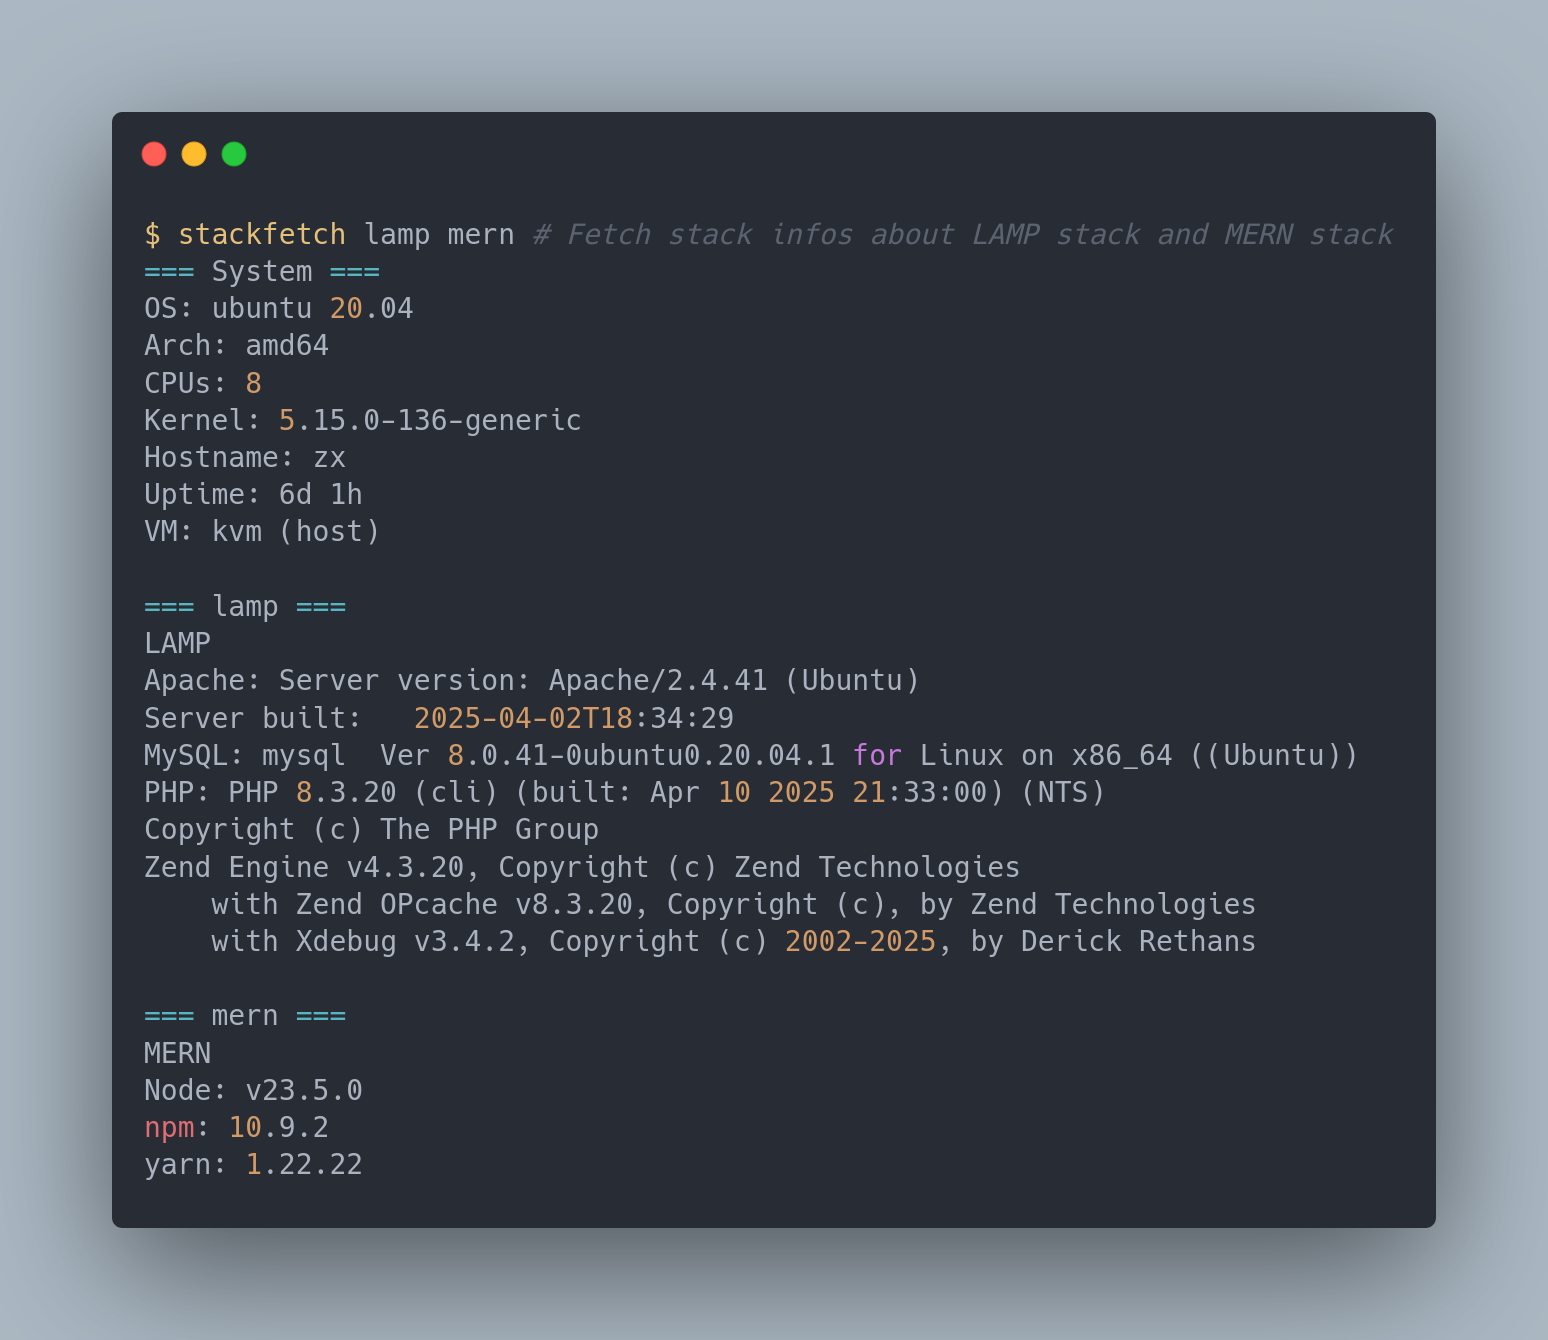 $ stackfetch lamp mern # Fetch stack infos about LAMP stack and MERN stack
=== System ===
OS: ubuntu 20.04
Arch: amd64
CPUs: 8
Kernel: 5.15.0-136-generic
Hostname: zx
Uptime: 6d 1h
VM: kvm (host)

=== lamp ===
LAMP
Apache: Server version: Apache/2.4.41 (Ubuntu)
Server built:   2025-04-02T18:34:29
MySQL: mysql  Ver 8.0.41-0ubuntu0.20.04.1 for Linux on x86_64 ((Ubuntu))
PHP: PHP 8.3.20 (cli) (built: Apr 10 2025 21:33:00) (NTS)
Copyright (c) The PHP Group
Zend Engine v4.3.20, Copyright (c) Zend Technologies
    with Zend OPcache v8.3.20, Copyright (c), by Zend Technologies
    with Xdebug v3.4.2, Copyright (c) 2002-2025, by Derick Rethans

=== mern ===
MERN
Node: v23.5.0
npm: 10.9.2
yarn: 1.22.22